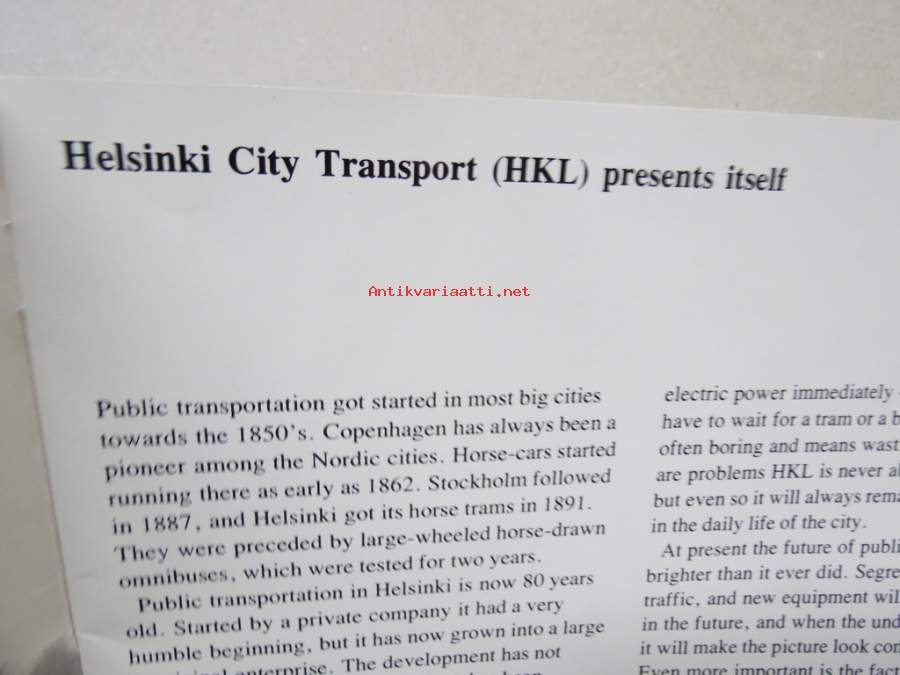 Helsinki City Transport (HKL) presents itself
Antikvariaatti.net
Public transportation got started in most big cities
towards the 1850's. Copenhagen has always been a
pioneer among the Nordic cities. Horse-cars started
running there as early as 1862. Stockholm followed
in 1887, and Helsinki got its horse trams in 1891.
They were preceded by large-wheeled horse-drawn
omnibuses, which were tested for two years.
Public transportation in Helsinki is now 80 years
old. Started by a private company it had a very
humble beginning, but it has now grown into a large
enterprise. The development has not
electric power immediately
have to wait for a tram or a
often boring and means
are problems HKL is never
but even so it will always
in the daily life of the city.
At present the future of
brighter than it ever did.
traffic, and new equipment
in the future, and when the
it will make the picture look
Even more important is the